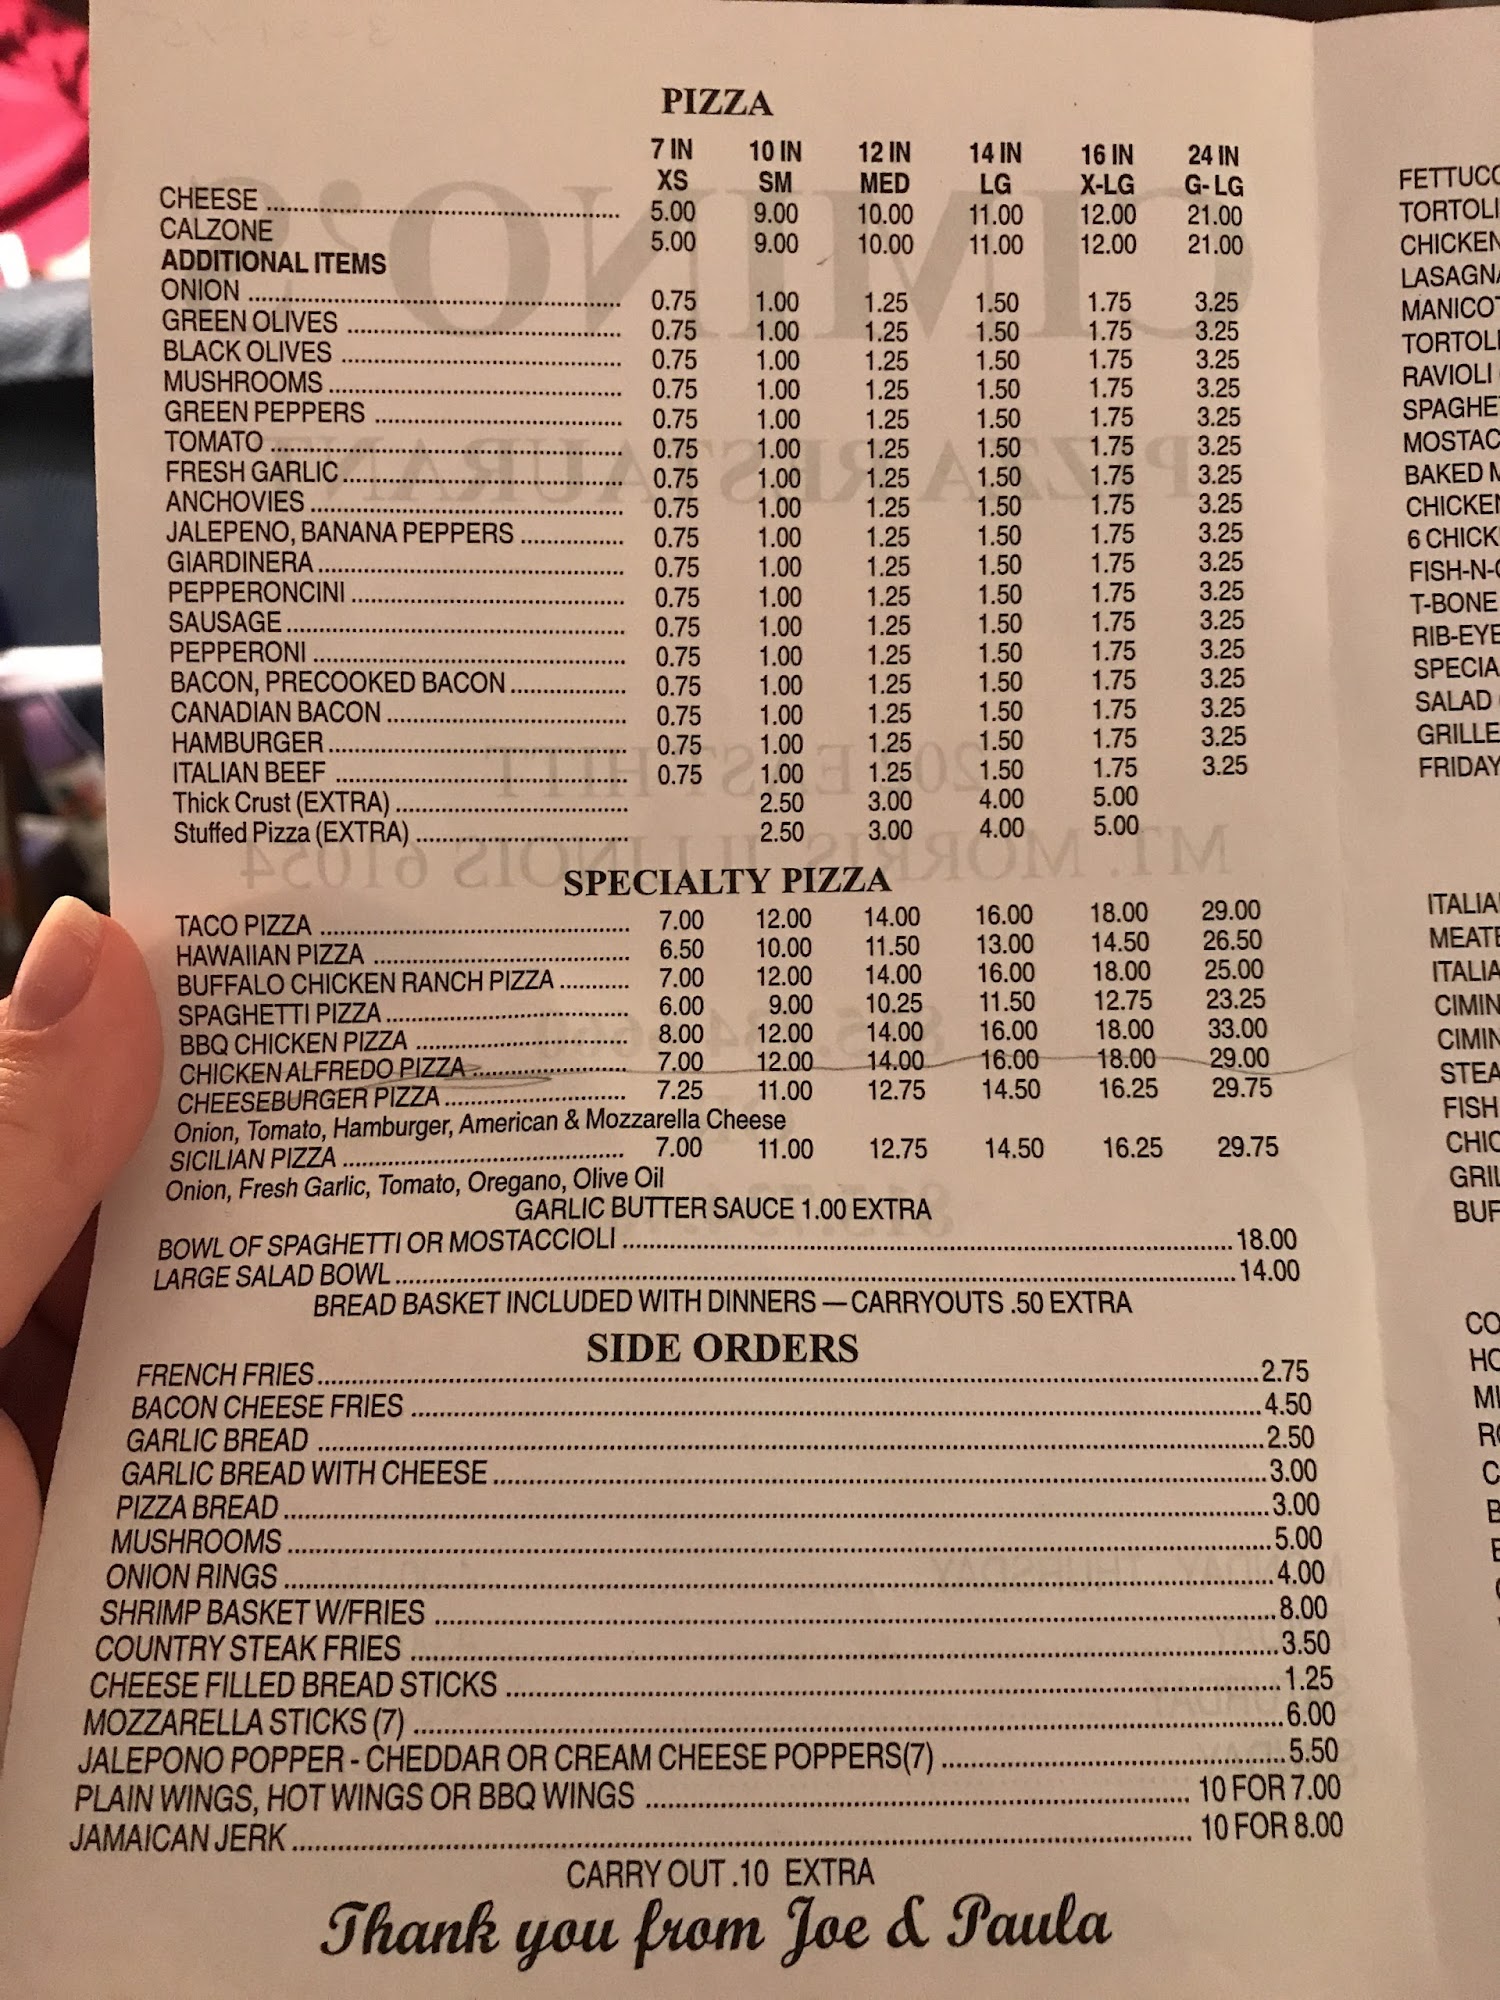 PIZZA
7 IN 10 IN 12 IN 14 IN 16 IN 24 IN
XS SM MED LG X-LG G-LG
CHEESE 5.00 9.00 10.00 11.00 12.00 21.00
CALZONE 5.00 9.00 10.00 11.00 12.00 21.00
ADDITIONAL ITEMS
ONION 0.75 1.00 1.25 1.50 1.75 3.25
GREEN OLIVES 0.75 1.00 1.25 1.50 1.75 3.25
BLACK OLIVES 0.75 1.00 1.25 1.50 1.75 3.25
MUSHROOMS 0.75 1.00 1.25 1.50 1.75 3.25
GREEN PEPPERS 0.75 1.00 1.25 1.50 1.75 3.25
TOMATO 0.75 1.00 1.25 1.50 1.75 3.25
FRESH GARLIC 0.75 1.00 1.25 1.50 1.75 3.25
ANCHOVIES 0.75 1.00 1.25 1.50 1.75 3.25
JALEPENO, BANANA PEPPERS 0.75 1.00 1.25 1.50 1.75 3.25
GIARDINERA 0.75 1.00 1.25 1.50 1.75 3.25
PEPPERONCINI 0.75 1.00 1.25 1.50 1.75 3.25
SAUSAGE 0.75 1.00 1.25 1.50 1.75 3.25
PEPPERONI 0.75 1.00 1.25 1.50 1.75 3.25
BACON, PRECOOKED BACON 0.75 1.00 1.25 1.50 1.75 3.25
CANADIAN BACON 0.75 1.00 1.25 1.50 1.75 3.25
HAMBURGER 0.75 1.00 1.25 1.50 1.75 3.25
ITALIAN BEEF 0.75 1.00 1.25 1.50 1.75 3.25
Thick Crust (EXTRA) 2.50 3.00 4.00 5.00
Stuffed Pizza (EXTRA) 2.50 3.00 4.00 5.00
SPECIALTY PIZZA
TACO PIZZA 7.00 12.00 14.00 16.00 18.00 29.00
HAWAIIAN PIZZA 6.50 10.00 11.50 13.00 14.50 26.50
BUFFALO CHICKEN RANCH PIZZA 7.00 12.00 14.00 16.00 18.00 25.00
SPAGHETTI PIZZA 6.00 9.00 10.25 11.50 12.75 23.25
BBQ CHICKEN PIZZA 8.00 12.00 14.00 16.00 18.00 33.00
CHICKEN ALFREDO PIZZA 7.00 12.00 14.00 16.00 18.00 29.00
CHEESEBURGER PIZZA 7.25 11.00 12.75 14.50 16.25 29.75
Onion, Tomato, Hamburger, American & Mozzarella Cheese
SICILIAN PIZZA 7.00 11.00 12.75 14.50 16.25 29.75
Onion, Fresh Garlic, Tomato, Oregano, Olive Oil
GARLIC BUTTER SAUCE 1.00 EXTRA
BOWL OF SPAGHETTI OR MOSTACCIOLI 18.00
LARGE SALAD BOWL 14.00
BREAD BASKET INCLUDED WITH DINNERS — CARRYOUTS .50 EXTRA
SIDE ORDERS
FRENCH FRIES 2.75
BACON CHEESE FRIES 4.50
GARLIC BREAD 2.50
GARLIC BREAD WITH CHEESE 3.00
PIZZA BREAD 3.00
MUSHROOMS 5.00
ONION RINGS 4.00
SHRIMP BASKET W/FRIES 8.00
COUNTRY STEAK FRIES 3.50
CHEESE FILLED BREAD STICKS 1.25
MOZZARELLA STICKS (7) 6.00
JALEPONO POPPER - CHEDDAR OR CREAM CHEESE POPPERS(7) 5.50
PLAIN WINGS, HOT WINGS OR BBQ WINGS 10 FOR 7.00
JAMAICAN JERK 10 FOR 8.00
CARRY OUT .10 EXTRA
Thank you from Joe & Paula
CHICKEN
RAVIOLI
6 CHICK
T-BONE
RIB-EYE
SALAD
FRIDAY
FISH